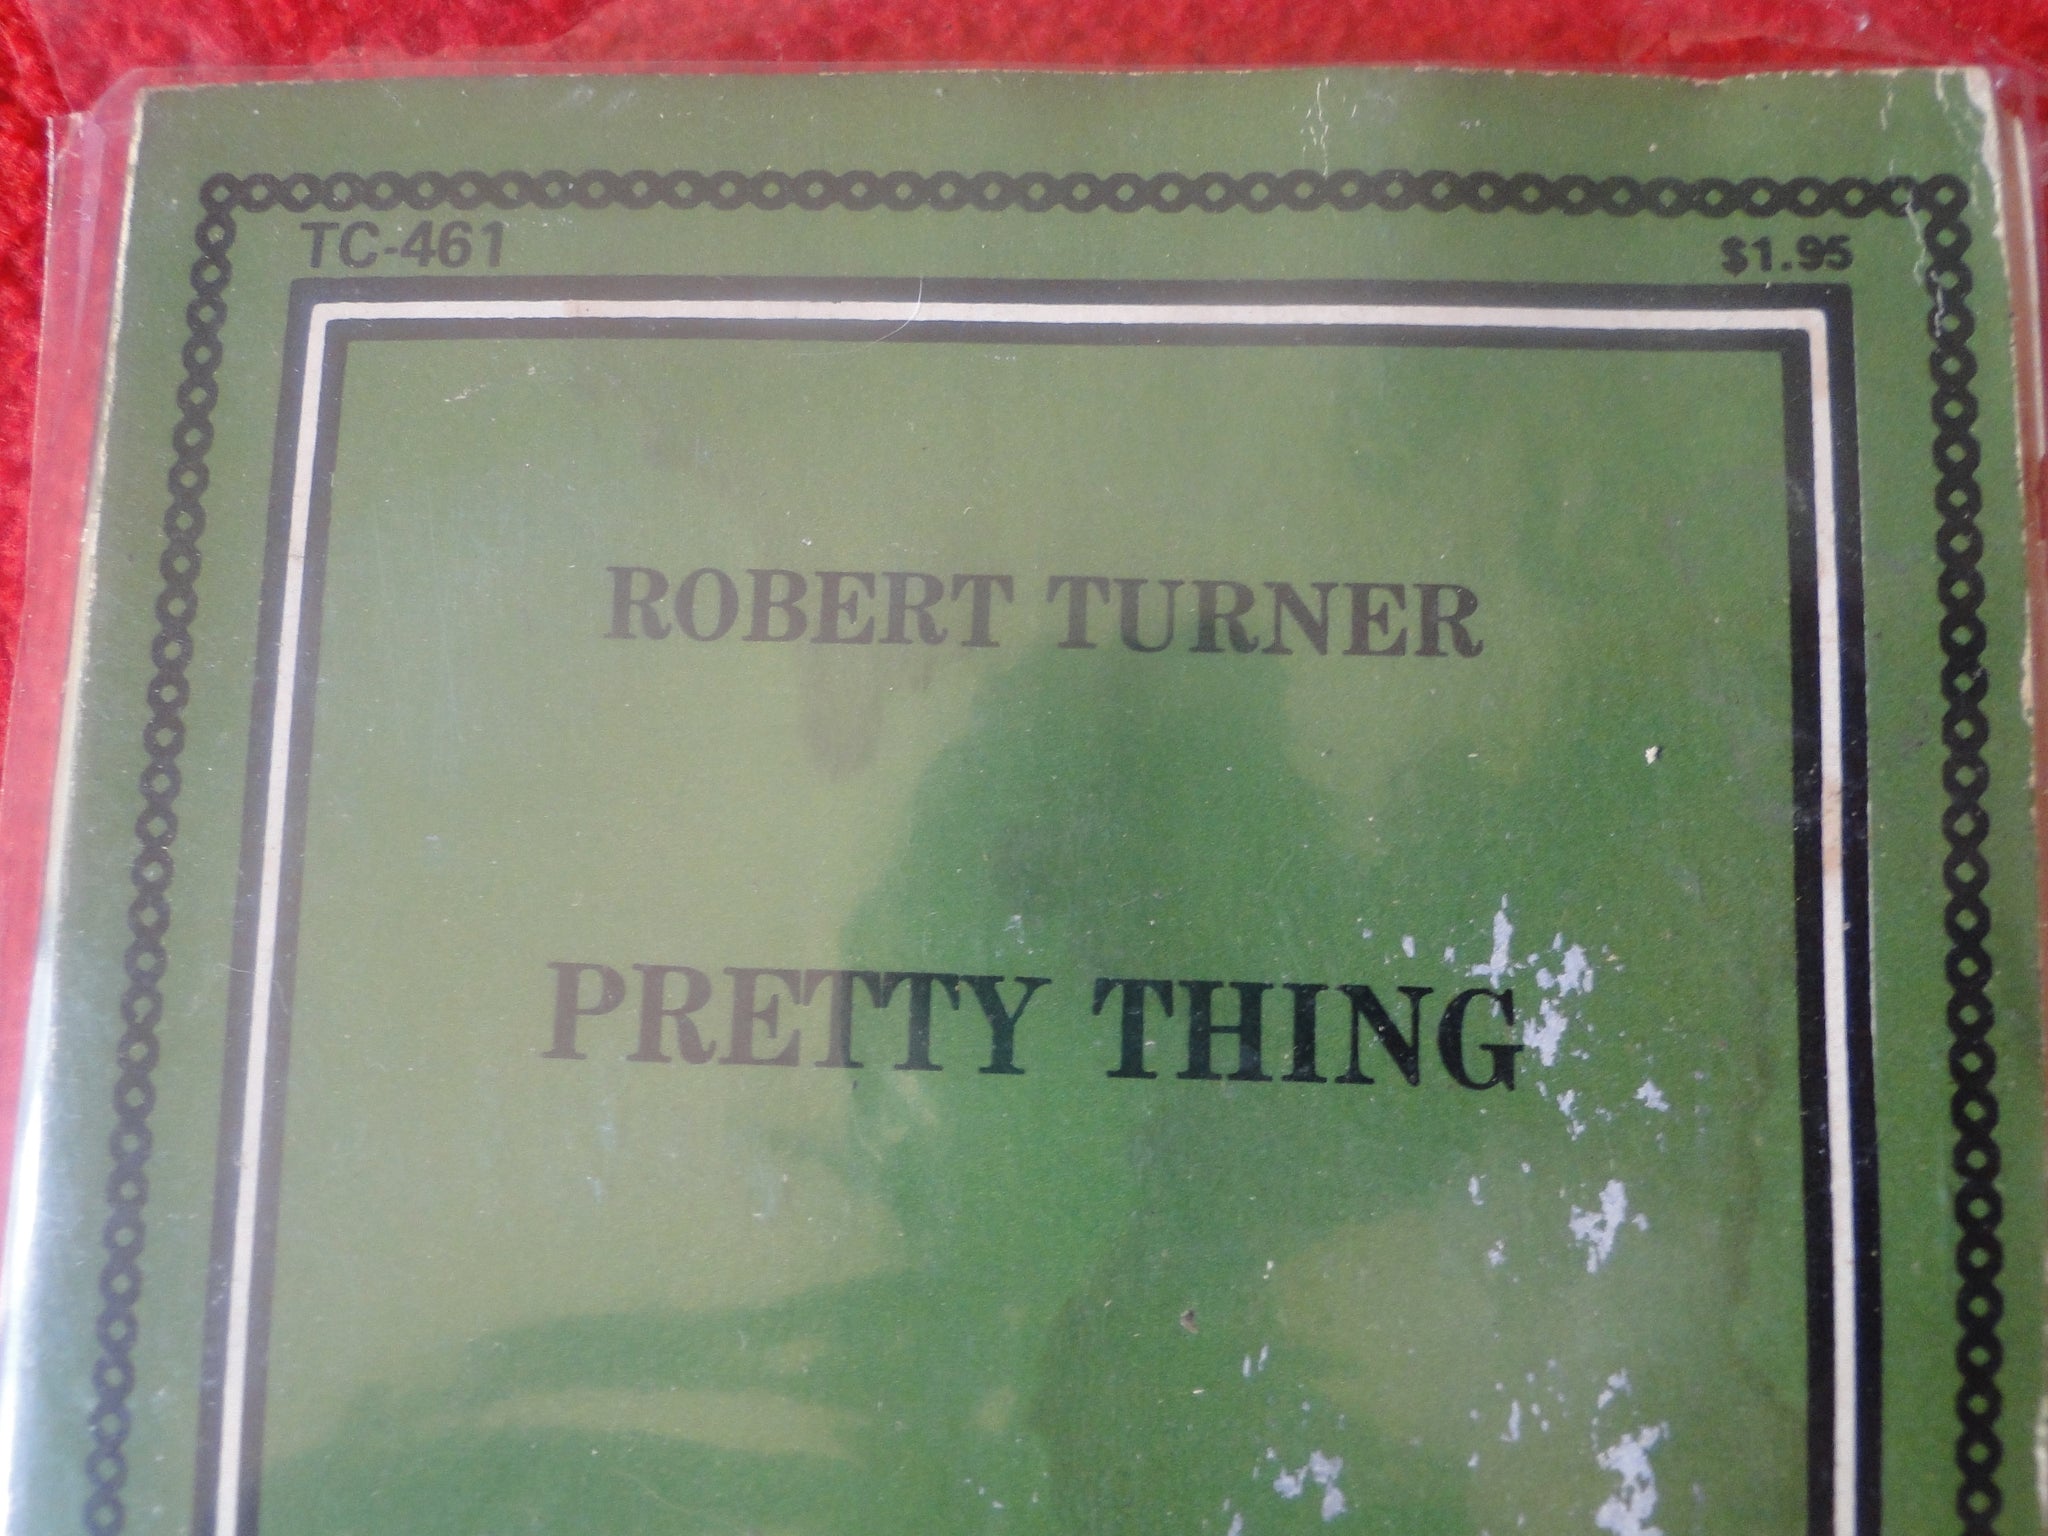 TC-461
$1.95
ROBERT TURNER
PRETTY THING